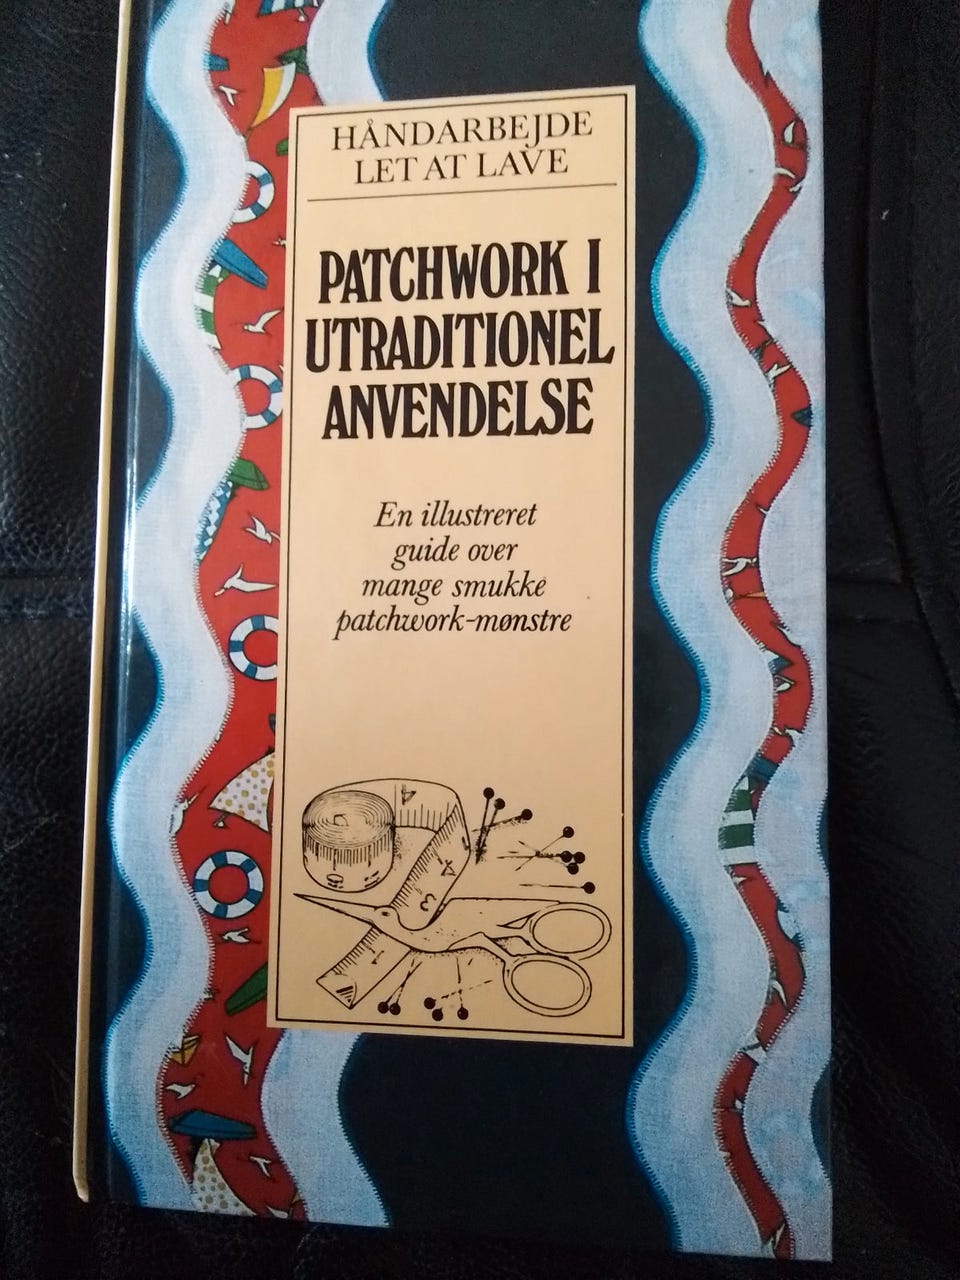 HÅNDARBEJDE
LET AT LAVE
PATCHWORK I
UTRADITIONEL
ANVENDELSE
En illustreret
guide over
mange smukke
patchwork-mønstre